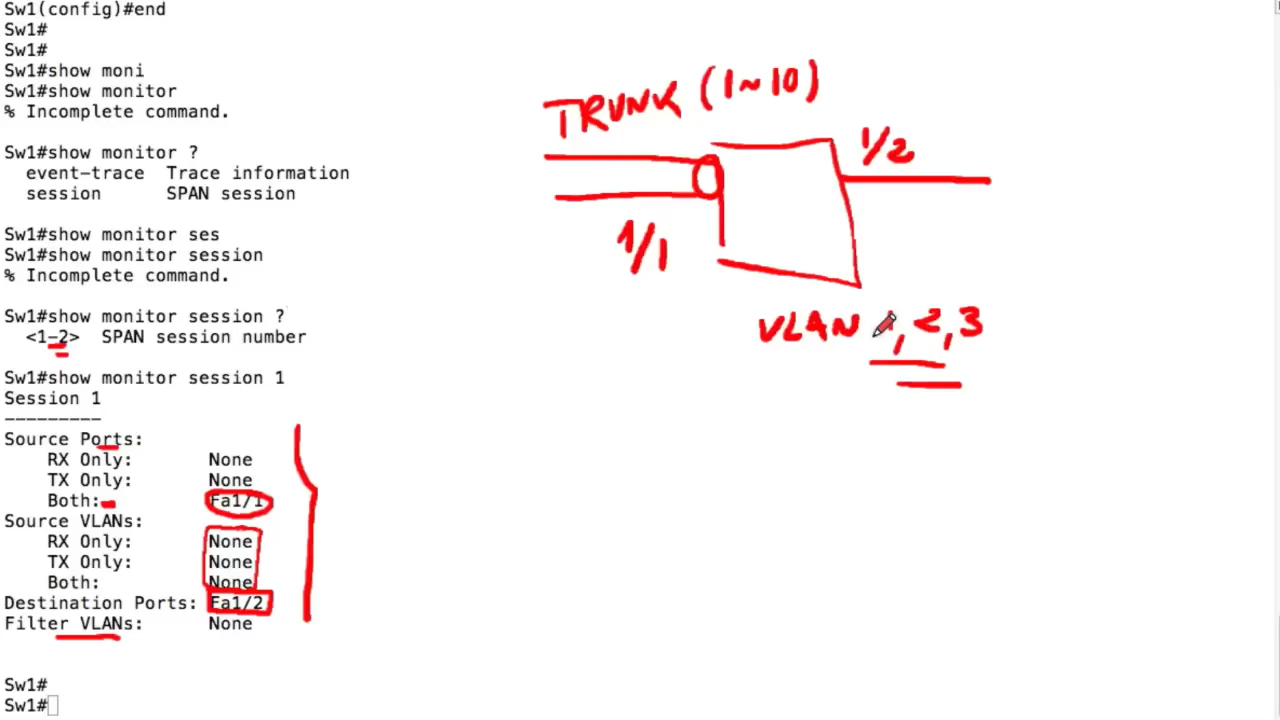 Sw1(config)#end
Sw1#
Sw1#
Sw1#show moni
Sw1#show monitor
% Incomplete command.
Sw1#show monitor ?
event-trace Trace information
session SPAN session
Sw1#show monitor ses
Sw1#show monitor session
% Incomplete command.
Sw1#show monitor session ?
<1-2> SPAN session number
Sw1#show monitor session 1
Session 1
---------
Source Ports:
RX Only: None
TX Only: None
Both: Fa1/1
Source VLANs:
RX Only: None
TX Only: None
Both: None
Destination Ports: Fa1/2
Filter VLANs: None
Sw1#
Sw1#
TRUNK (1~10)
1/2
1/1
VLAN , 2, 3